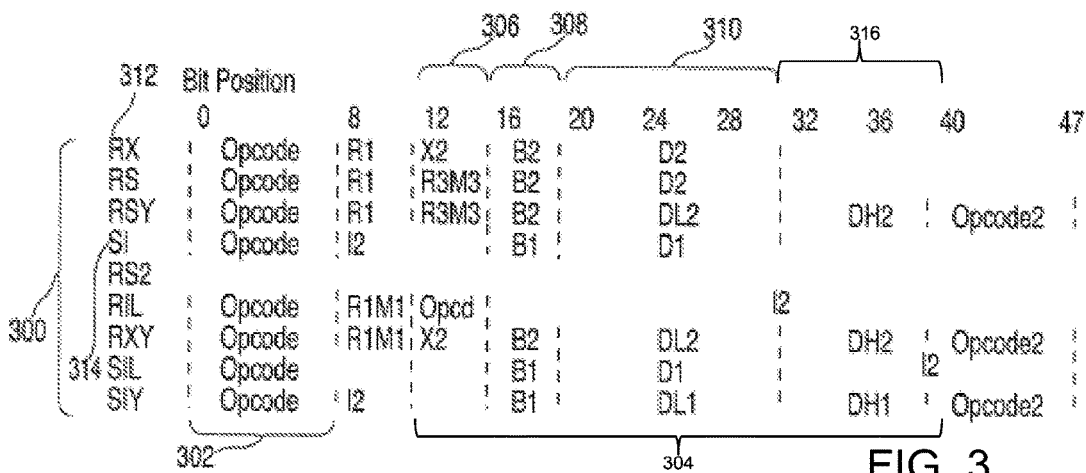 306 308 310 316
312 Bit Position
0 8 12 16 20 24 28 32 36 40 47
RX Opcode R1 X2 B2 D2
RS Opcode R1 R3M3 B2 D2
RSY Opcode R1 R3M3 B2 DL2 DH2 Opcode2
SI Opcode I2 B1 D1
RS2
300 RIL Opcode R1M1 Opcd I2
RXY Opcode R1M1 X2 B2 DL2 DH2 Opcode2
314 SIL Opcode B1 D1 I2
SIY Opcode I2 B1 DL1 DH1 Opcode2
302 304 FIG. 3